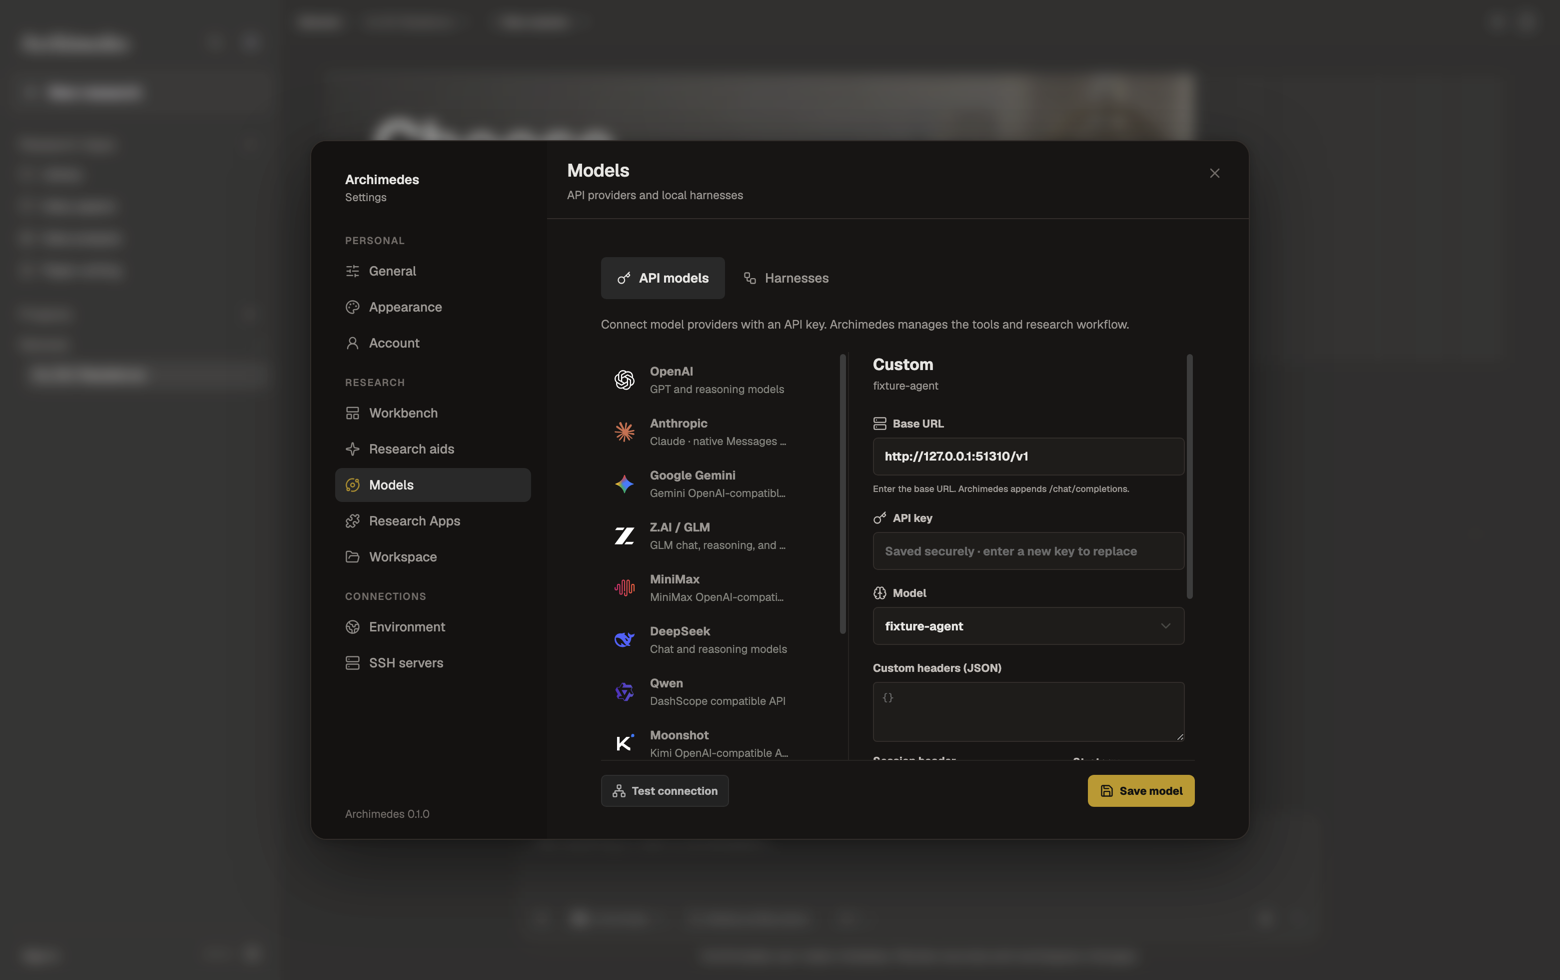 Archimedes
Settings
PERSONAL
General
Appearance
Account
RESEARCH
Workbench
Research aids
Models
Research Apps
Workspace
CONNECTIONS
Environment
SSH servers
Archimedes 0.1.0
Models
API providers and local harnesses
API models
Harnesses
Connect model providers with an API key. Archimedes manages the tools and research workflow.
OpenAI
GPT and reasoning models
Anthropic
Claude · native Messages ...
Google Gemini
Gemini OpenAI-compatibl...
Z.AI / GLM
GLM chat, reasoning, and ...
MiniMax
MiniMax OpenAI-compati...
DeepSeek
Chat and reasoning models
Qwen
DashScope compatible API
Moonshot
Kimi OpenAI-compatible A...
Custom
fixture-agent
Base URL
http://127.0.0.1:51310/v1
Enter the base URL. Archimedes appends /chat/completions.
API key
Saved securely · enter a new key to replace
Model
fixture-agent
Custom headers (JSON)
{}
Session header
Test connection
Save model